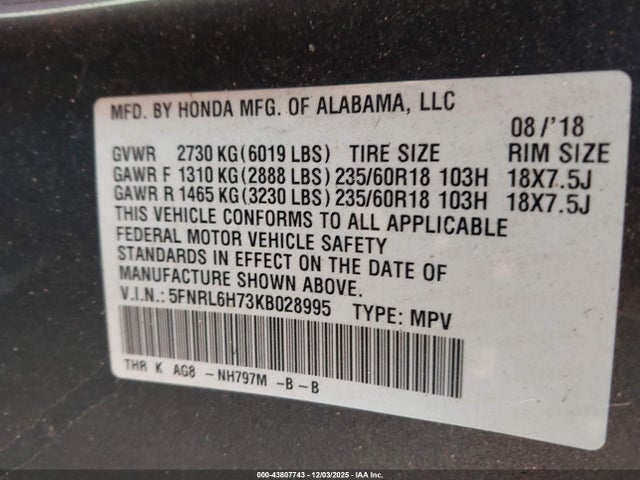 MFD. BY HONDA MFG. OF ALABAMA, LLC
08/'18
GVWR 2730 KG(6019 LBS) TIRE SIZE RIM SIZE
GAWR F 1310 KG(2888 LBS) 235/60R18 103H 18X7.5J
GAWR R 1465 KG(3230 LBS) 235/60R18 103H 18X7.5J
THIS VEHICLE CONFORMS TO ALL APPLICABLE
FEDERAL MOTOR VEHICLE SAFETY
STANDARDS IN EFFECT ON THE DATE OF
MANUFACTURE SHOWN ABOVE.
V.I.N.: 5FNRL6H73KB028995 TYPE: MPV
THR K AG8 -NH797M -B-B
000-43807743 - 12/03/2025 - IAA Inc.